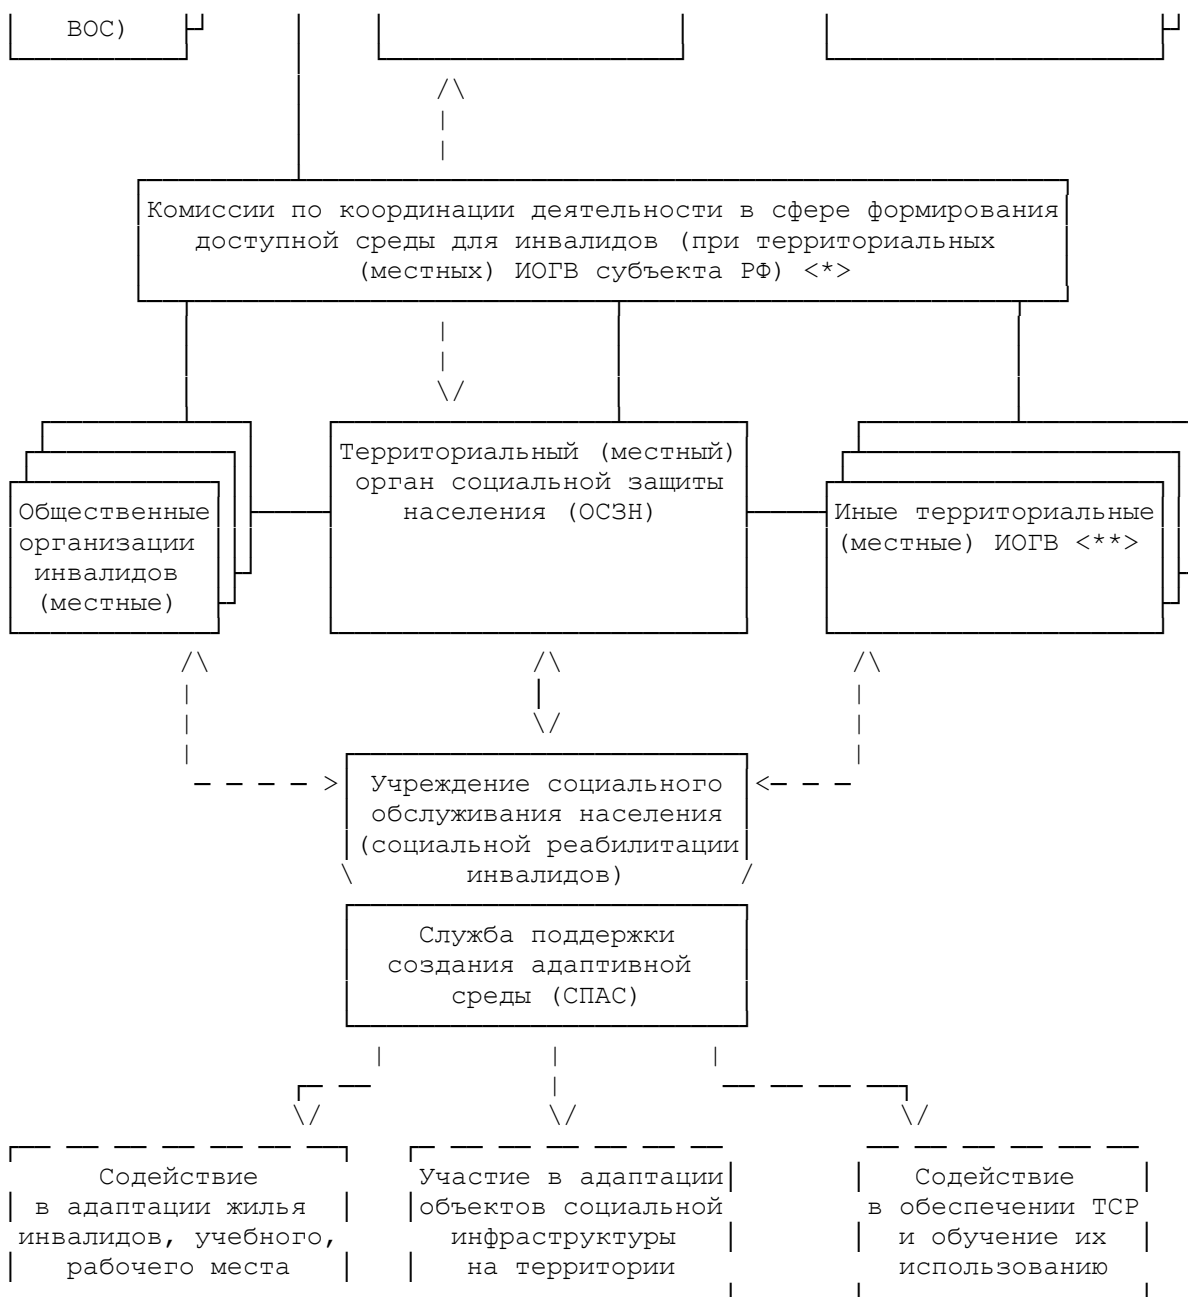 ВОС)
Комиссии по координации деятельности в сфере формирования
доступной среды для инвалидов (при территориальных
(местных) ИОГВ субъекта РФ) <*>
Общественные
организации
инвалидов
(местные)
Территориальный (местный)
орган социальной защиты
населения (ОСЗН)
Иные территориальные
(местные) ИОГВ <**>
Учреждение социального
обслуживания населения
(социальной реабилитации
инвалидов)
Служба поддержки
создания адаптивной
среды (СПАС)
Содействие
в адаптации жилья
инвалидов, учебного,
рабочего места
Участие в адаптации
объектов социальной
инфраструктуры
на территории
Содействие
в обеспечении ТСР
и обучение их
использованию